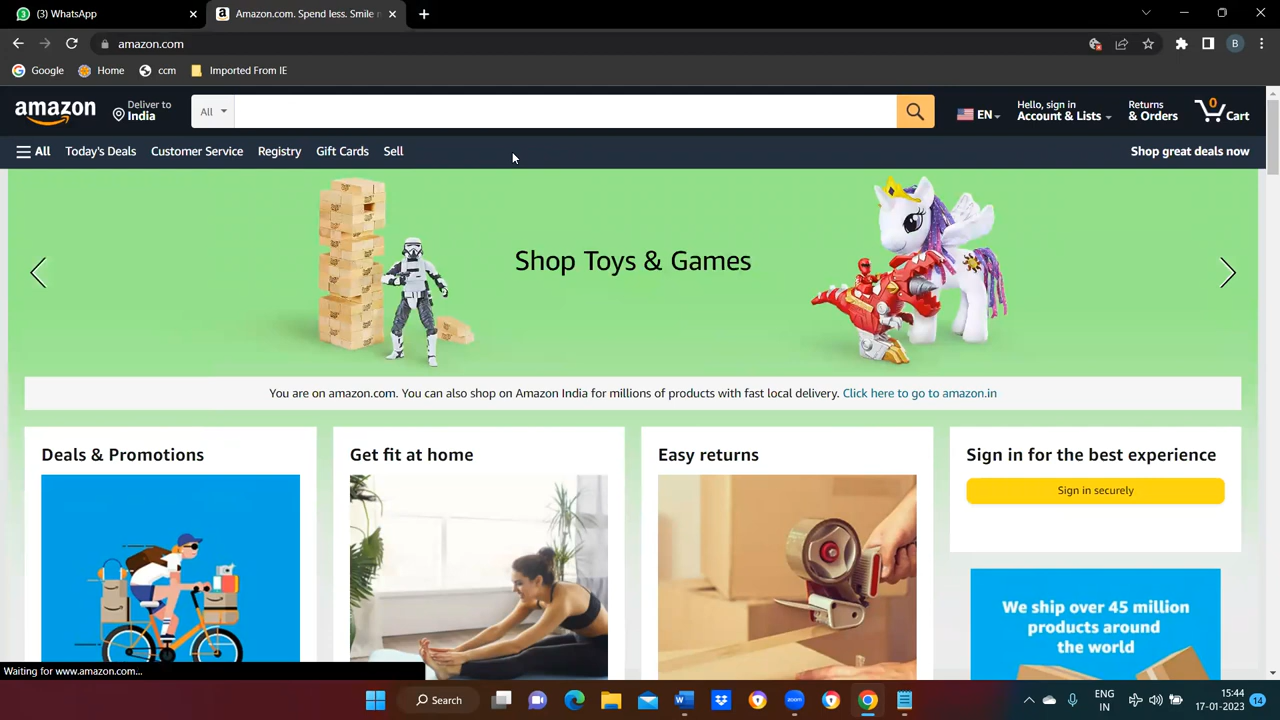 (3) WhatsApp
Amazon.com. Spend less. Smile
amazon.com
B
Google
Home
ccm
Imported From IE
amazon
Deliver to
India
All
EN
Hello, sign in
Account & Lists
Returns
& Orders
0
Cart
All
Today's Deals
Customer Service
Registry
Gift Cards
Sell
Shop great deals now
Shop Toys & Games
You are on amazon.com. You can also shop on Amazon India for millions of products with fast local delivery. Click here to go to amazon.in
Deals & Promotions
Get fit at home
Easy returns
Sign in for the best experience
Sign in securely
We ship over 45 million
products around
the world
Waiting for www.amazon.com...
Search
ENG
IN
15:44
17-01-2023
14